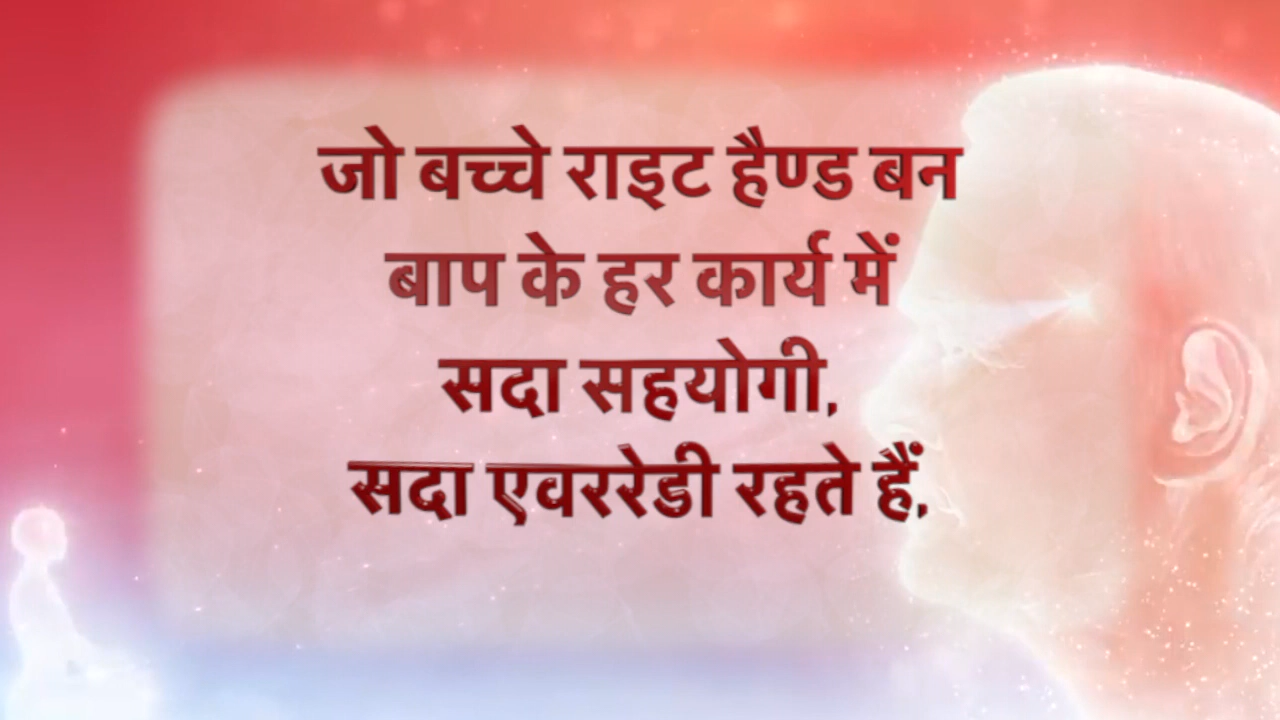 जो बच्चे राइट हैण्ड बन
बाप के हर कार्य में
सदा सहयोगी,
सदा एवररेडी रहते हैं,